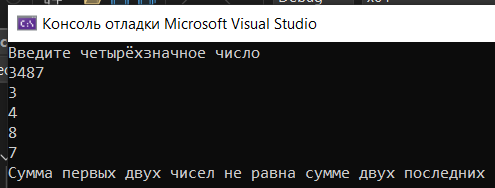 Консоль отладки Microsoft Visual Studio
Введите четырёхзначное число
3487
3
4
8
7
Сумма первых двух чисел не равна сумме двух последних